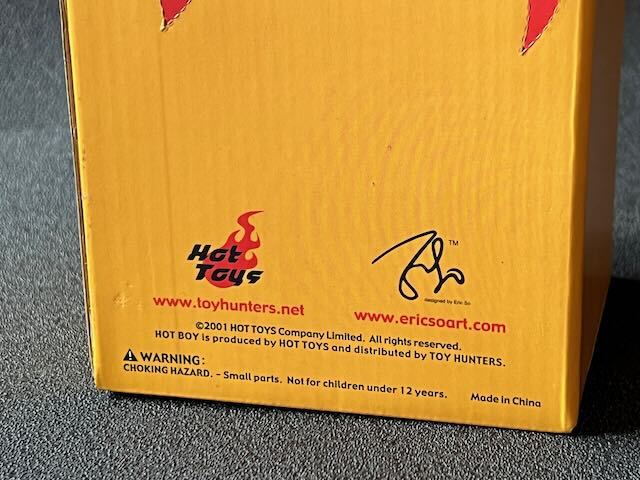 Hot
Toys
www.toyhunters.net
TM
designed by Eric So
www.ericsoart.com
©2001 HOT TOYS Company Limited. All rights reserved.
HOT BOY is produced by HOT TOYS and distributed by TOY HUNTERS.
WARNING:
CHOKING HAZARD. - Small parts. Not for children under 12 years.
Made in China